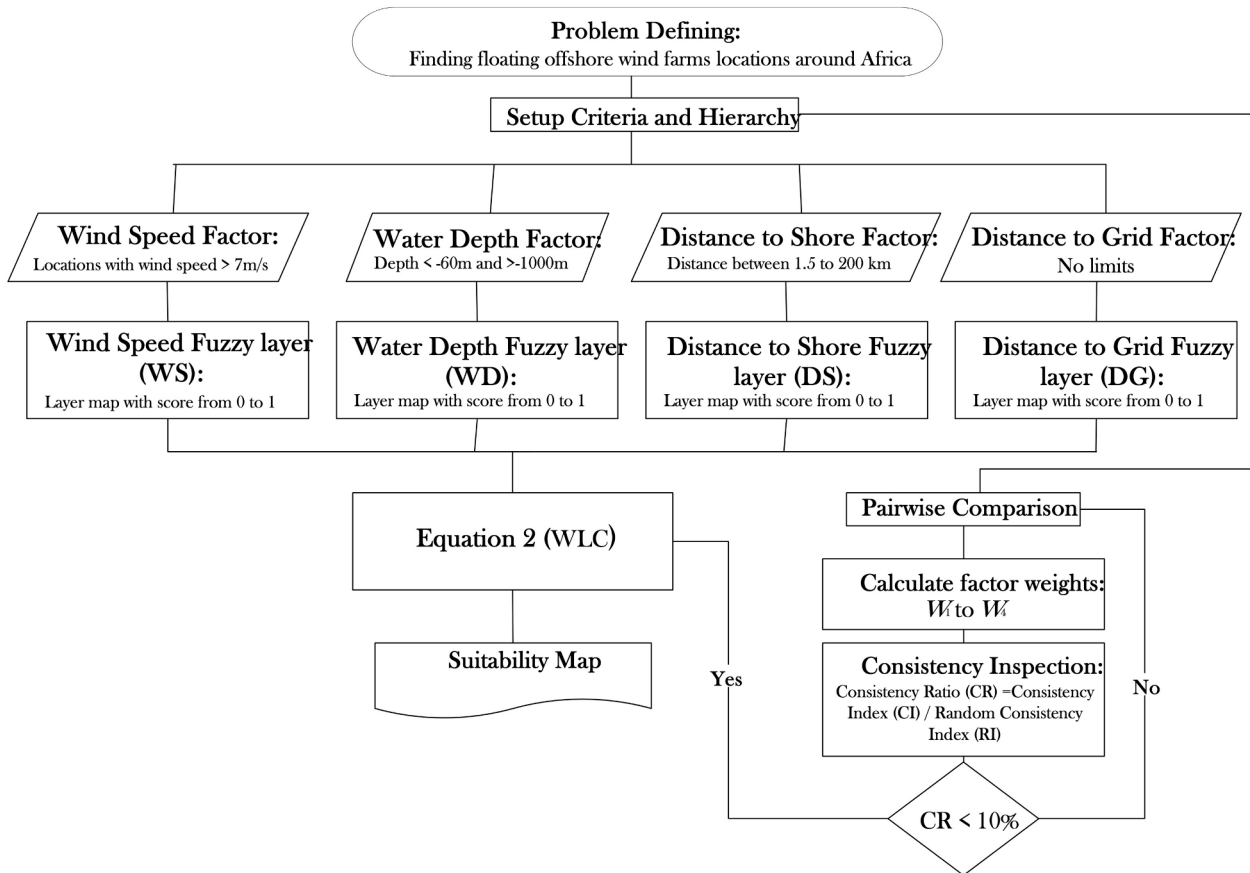 Problem Defining:
Finding floating offshore wind farms locations around Africa
Setup Criteria and Hierarchy
Wind Speed Factor:
Locations with wind speed > 7m/s
Water Depth Factor:
Depth < -60m and >-1000m
Distance to Shore Factor:
Distance between 1.5 to 200 km
Distance to Grid Factor:
No limits
Wind Speed Fuzzy layer
(WS):
Layer map with score from 0 to 1
Water Depth Fuzzy layer
(WD):
Layer map with score from 0 to 1
Distance to Shore Fuzzy
layer (DS):
Layer map with score from 0 to 1
Distance to Grid Fuzzy
layer (DG):
Layer map with score from 0 to 1
Equation 2 (WLC)
Suitability Map
Pairwise Comparison
Calculate factor weights:
W₁ to W₄
Consistency Inspection:
Consistency Ratio (CR) =Consistency
Index (CI) / Random Consistency
Index (RI)
Yes
No
CR < 10%